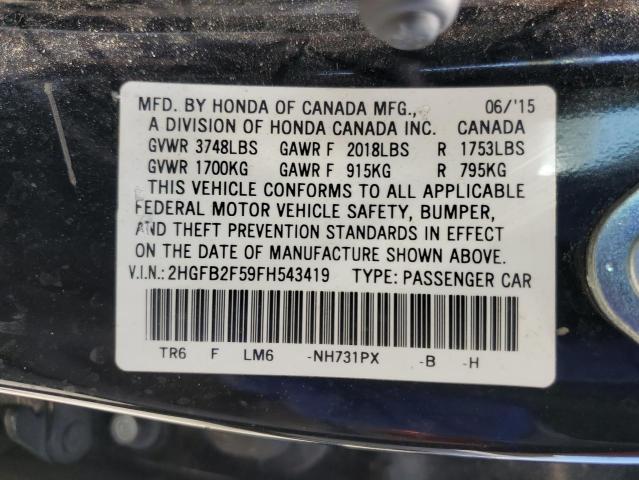 MFD. BY HONDA OF CANADA MFG., 06/'15
A DIVISION OF HONDA CANADA INC. CANADA
GVWR 3748LBS GAWR F 2018LBS R 1753LBS
GVWR 1700KG GAWR F 915KG R 795KG
THIS VEHICLE CONFORMS TO ALL APPLICABLE
FEDERAL MOTOR VEHICLE SAFETY, BUMPER,
AND THEFT PREVENTION STANDARDS IN EFFECT
ON THE DATE OF MANUFACTURE SHOWN ABOVE.
V.I.N.: 2HGFB2F59FH543419 TYPE: PASSENGER CAR
TR6 F LM6 -NH731PX -B -H